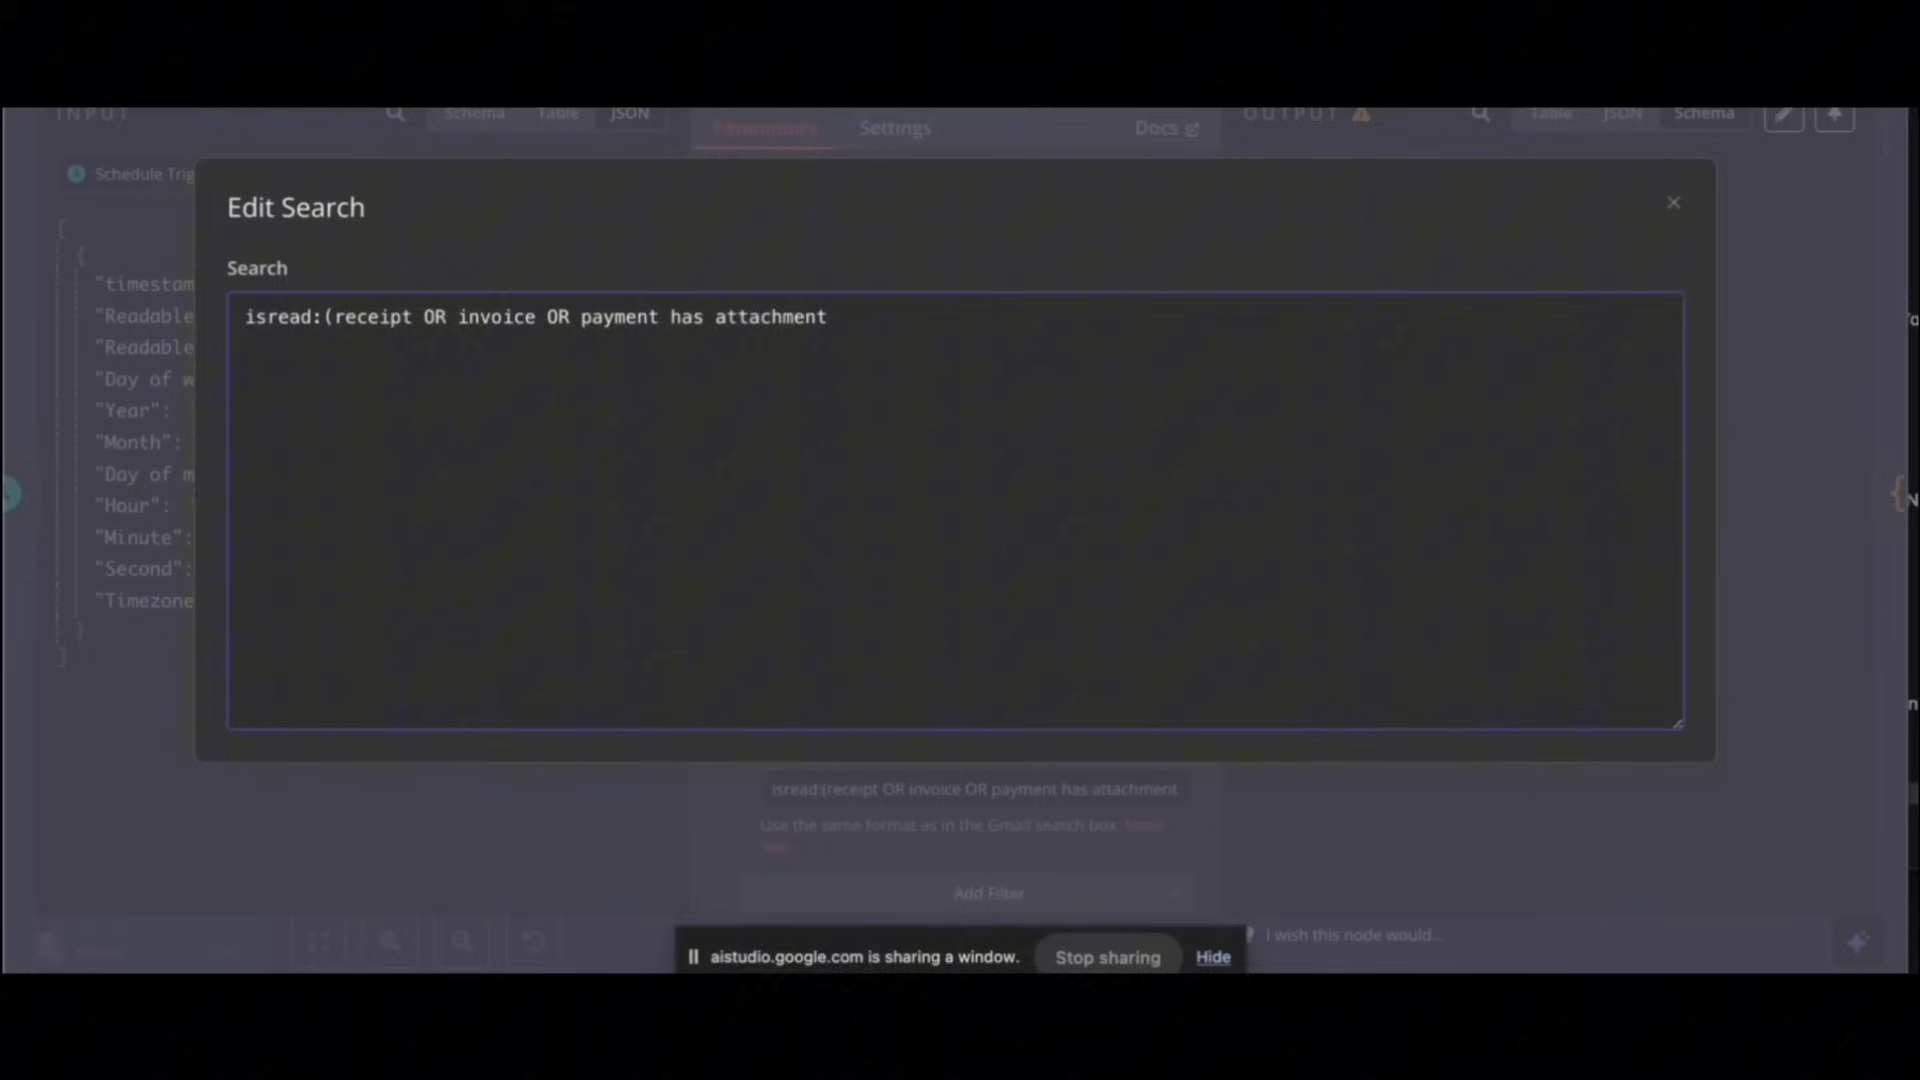 INPUT
Schema
Table
JSON
Parameters
Settings
Docs
OUTPUT
Table
JSON
Schema
Schedule Trig
Edit Search
Search
isread:(receipt OR invoice OR payment has attachment
[
{
"timestam
"Readable
"Readable
"Day of w
"Year":
"Month":
"Day of m
"Hour":
"Minute":
"Second":
"Timezone
}
]
isread:(receipt OR invoice OR payment has attachment
Use the same format as in the Gmail search box.
Add Filter
I wish this node would...
aistudio.google.com is sharing a window.
Stop sharing
Hide